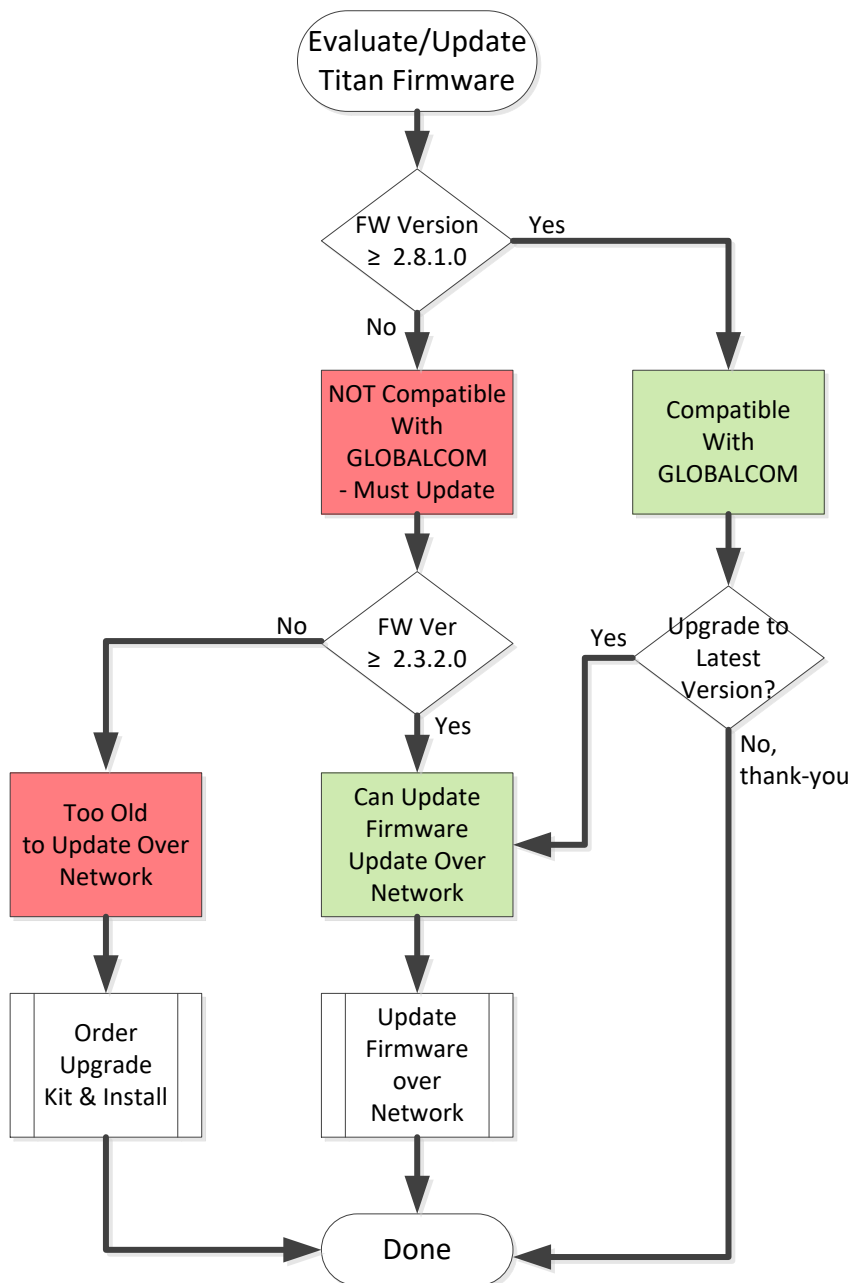 Evaluate/Update
Titan Firmware
FW Version
≥ 2.8.1.0
Yes
No
NOT Compatible
With
GLOBALCOM
- Must Update
Compatible
With
GLOBALCOM
No
FW Ver
≥ 2.3.2.0
Yes
Yes
Upgrade to
Latest
Version?
No,
thank-you
Too Old
to Update Over
Network
Can Update
Firmware
Update Over
Network
Order
Upgrade
Kit & Install
Update
Firmware
over
Network
Done